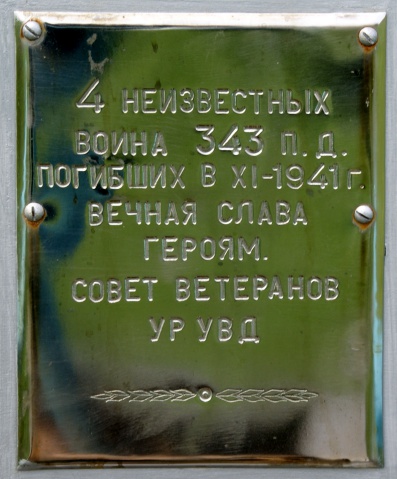 4 НЕИЗВЕСТНЫХ
ВОИНА 343 П.Д.
ПОГИБШИХ В XI-1941г.
ВЕЧНАЯ СЛАВА
ГЕРОЯМ.
СОВЕТ ВЕТЕРАНОВ
УР УВД